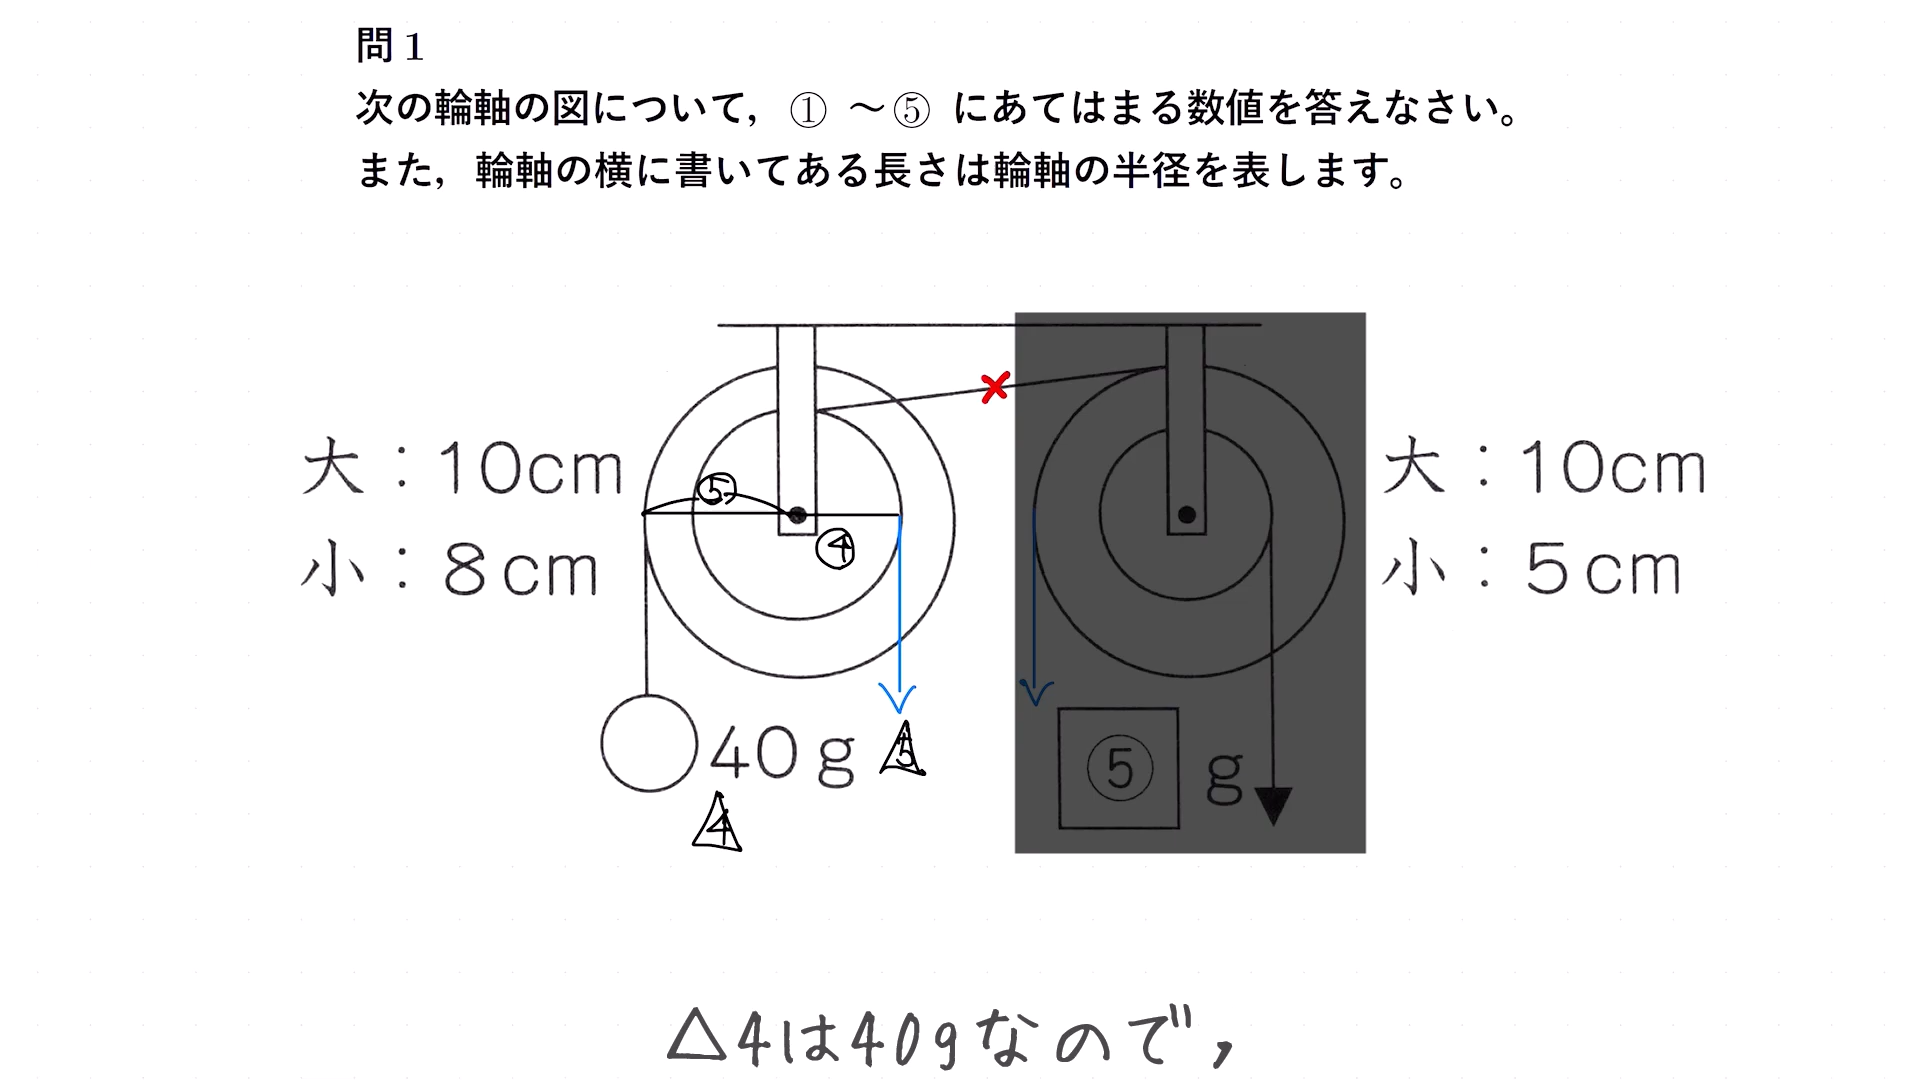 問1
次の輪軸の図について，① 〜⑤ にあてはまる数値を答えなさい。
また，輪軸の横に書いてある長さは輪軸の半径を表します。
大：10cm
小：8cm
⑤
④
40g
5
4
⑤ g
大：10cm
小：5cm
△4は40gなので，